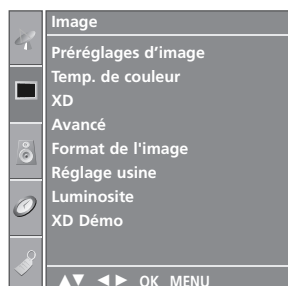 Image
Préréglages d’image
Temp. de couleur
XD
Avancé
Format de l'image
Réglage usine
Luminosite
XD Démo
▲▼ ◄► OK MENU